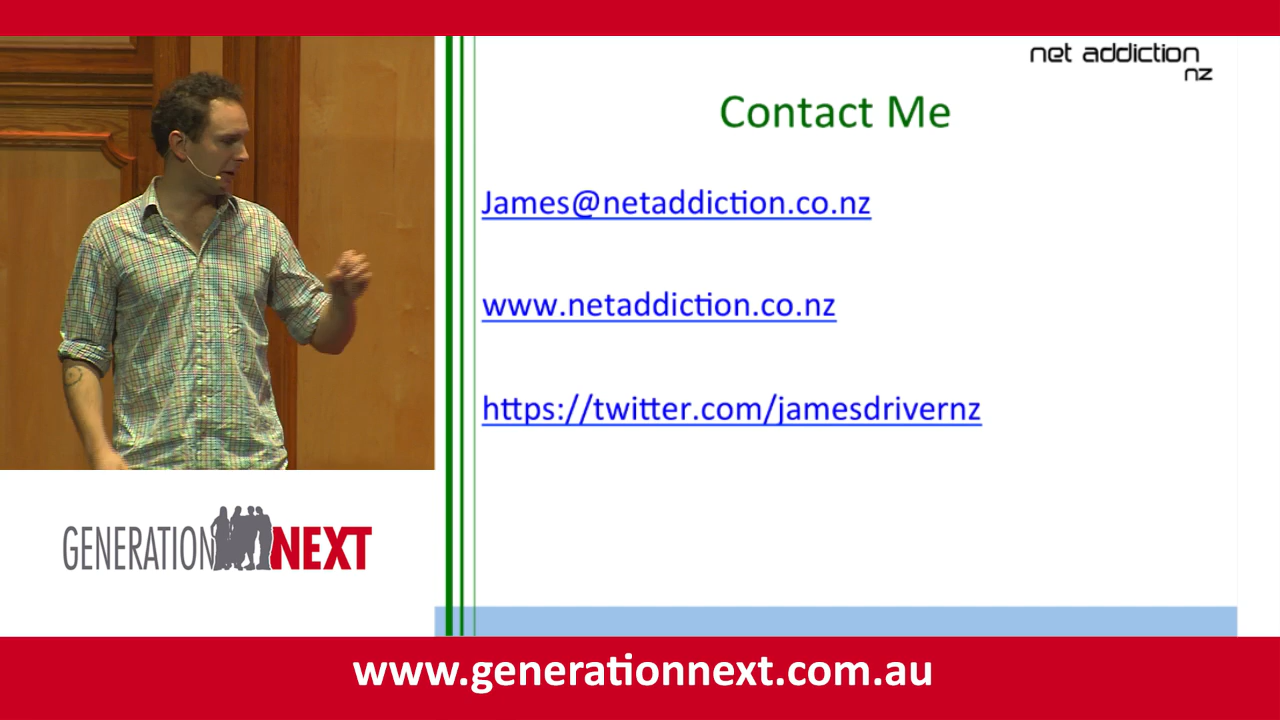 net addiction
nz
Contact Me
James@netaddiction.co.nz
www.netaddiction.co.nz
https://twitter.com/jamesdrivernz
GENERATION NEXT
www.generationnext.com.au